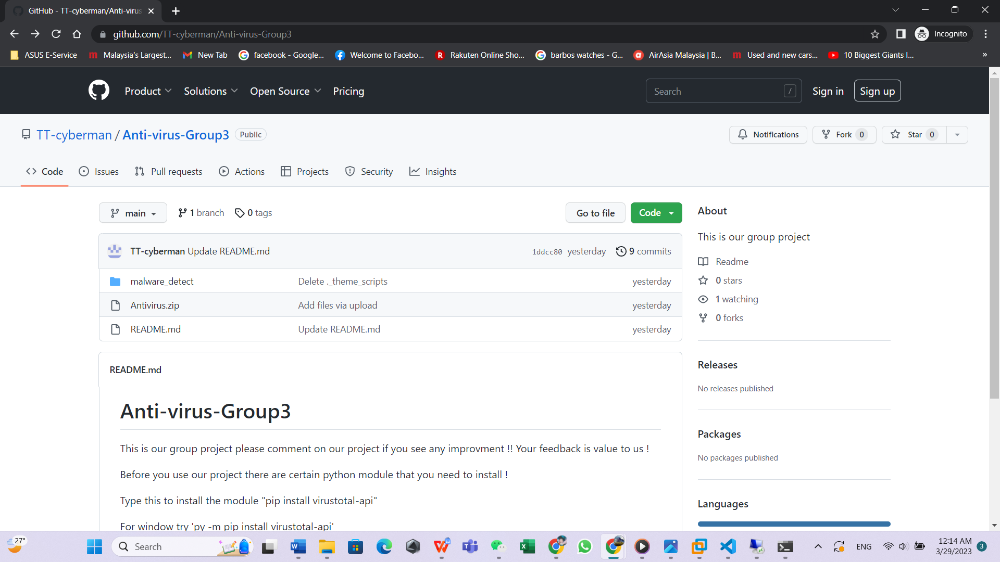 GitHub - TT-cyberman/Anti-virus
github.com/TT-cyberman/Anti-virus-Group3
Incognito
ASUS E-Service
Malaysia's Largest...
New Tab
facebook - Google...
Welcome to Facebo...
Rakuten Online Sho...
barbos watches - G...
AirAsia Malaysia | B...
Used and new cars...
10 Biggest Giants I...
»
Product
Solutions
Open Source
Pricing
Search
/
Sign in
Sign up
TT-cyberman / Anti-virus-Group3
Public
Notifications
Fork 0
Star 0
Code
Issues
Pull requests
Actions
Projects
Security
Insights
main
1 branch
0 tags
Go to file
Code
TT-cyberman Update README.md
1ddcc80 yesterday
9 commits
malware_detect
Delete ._theme_scripts
yesterday
Antivirus.zip
Add files via upload
yesterday
README.md
Update README.md
yesterday
README.md
Anti-virus-Group3
This is our group project please comment on our project if you see any improvment !! Your feedback is value to us !
Before you use our project there are certain python module that you need to install !
Type this to install the module "pip install virustotal-api"
For window try 'py -m pip install virustotal-api'
About
This is our group project
Readme
0 stars
1 watching
0 forks
Releases
No releases published
Packages
No packages published
Languages
27°
Search
ENG
12:14 AM
3/29/2023
3